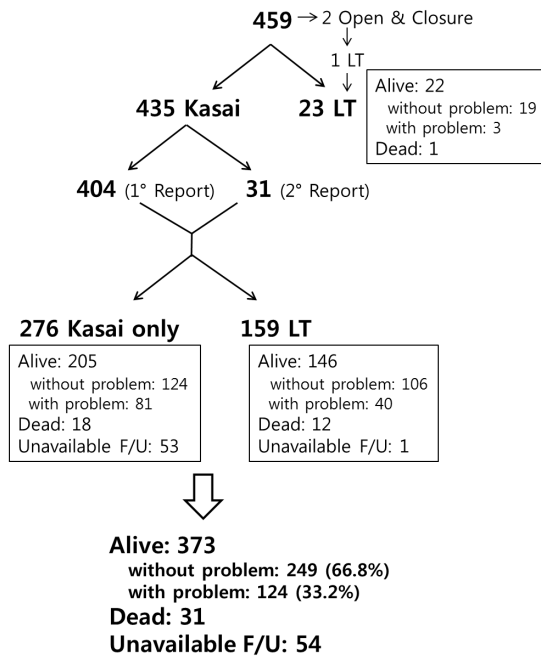 459 → 2 Open & Closure
1 LT
435 Kasai
23 LT
Alive: 22
without problem: 19
with problem: 3
Dead: 1
404 (1° Report)
31 (2° Report)
276 Kasai only
159 LT
Alive: 205
without problem: 124
with problem: 81
Dead: 18
Unavailable F/U: 53
Alive: 146
without problem: 106
with problem: 40
Dead: 12
Unavailable F/U: 1
Alive: 373
without problem: 249 (66.8%)
with problem: 124 (33.2%)
Dead: 31
Unavailable F/U: 54